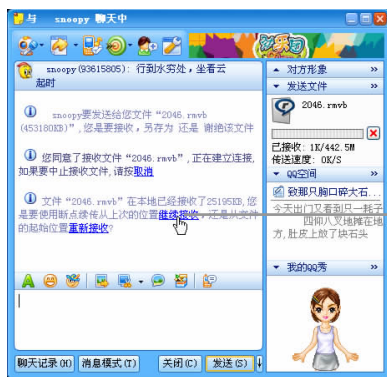 与 snoopy 聊天中
snoopy(93615805): 行到水穷处，坐看云
起时
snoopy要发送给您文件“2046.rmvb
(453180KB)”,您是要接收，另存为 还是 谢绝该文件
您同意了接收文件“2046.rmvb”,正在建立连接,
如果要中止接收文件,请按取消
文件“2046.rmvb”在本地已经接收了25195KB,您
是要使用断点续传从上次的位置继续接收，还是从文件
的起始位置重新接收?
聊天记录(H)
消息模式(T)
关闭(C)
发送(S)
对方形象
发送文件
2046.rmvb
已接收: 1K/442.5M
传送速度: 0K/S
QQ空间
致那只胸口碎大石...
今天出门又看到只一耗子
四仰八叉地摊在地
方,肚皮上放了块石头
我的QQ秀